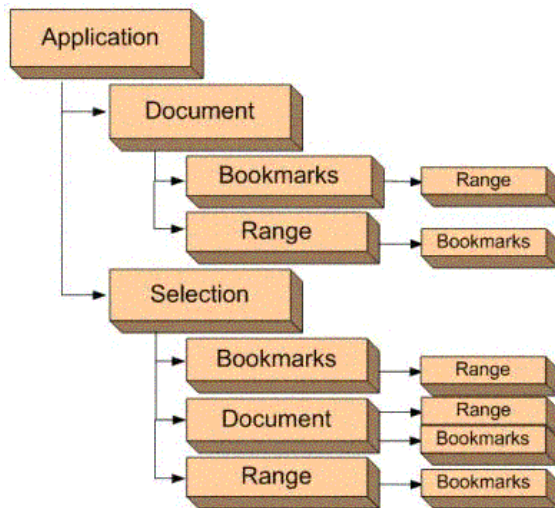 Application
Document
Bookmarks
Range
Range
Bookmarks
Selection
Bookmarks
Range
Document
Range
Bookmarks
Range
Bookmarks